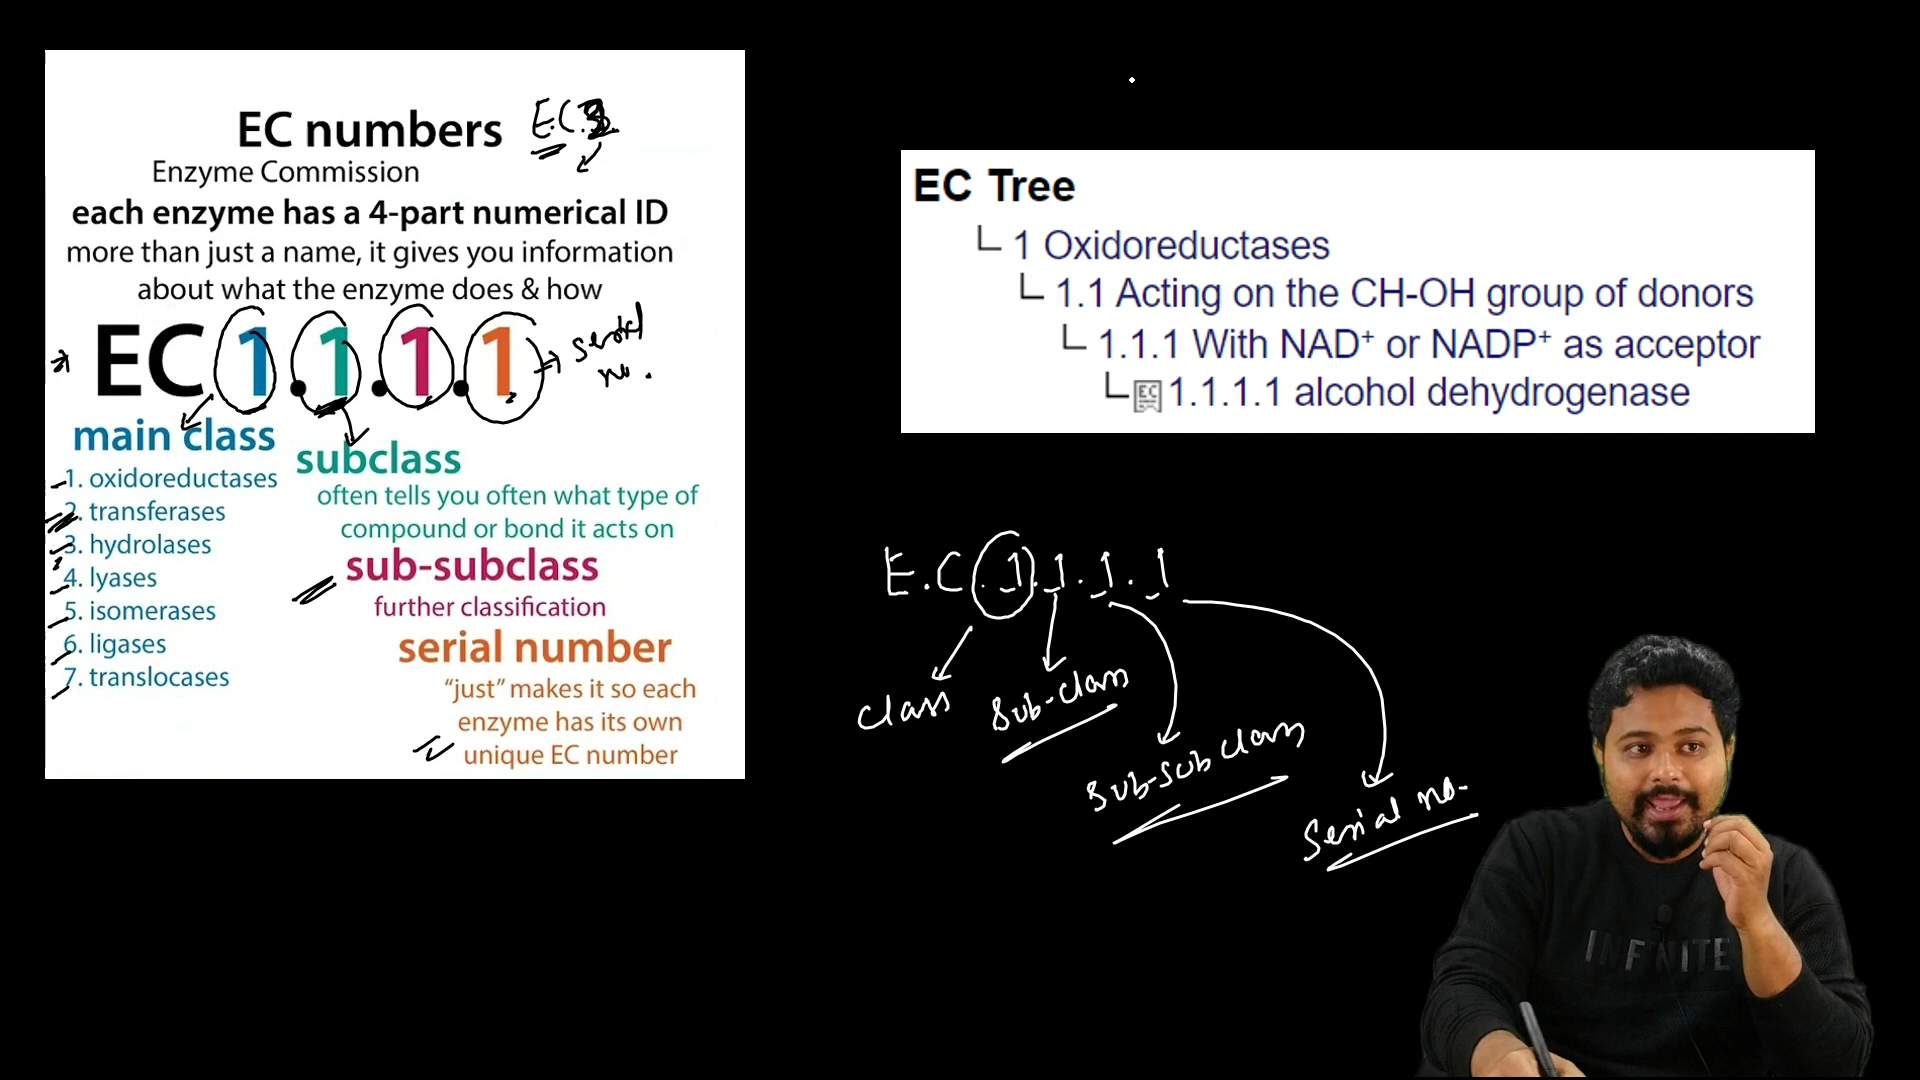 EC numbers
E.C.
Enzyme Commission
each enzyme has a 4-part numerical ID
more than just a name, it gives you information
about what the enzyme does & how
EC 1.1.1.1
serial
no.
main class
1. oxidoreductases
2. transferases
3. hydrolases
4. lyases
5. isomerases
6. ligases
7. translocases
subclass
often tells you often what type of
compound or bond it acts on
sub-subclass
further classification
serial number
“just” makes it so each
enzyme has its own
unique EC number
EC Tree
1 Oxidoreductases
1.1 Acting on the CH-OH group of donors
1.1.1 With NAD⁺ or NADP⁺ as acceptor
EC 1.1.1.1 alcohol dehydrogenase
E.C.1.1.1.1
class
sub-class
sub-sub class
serial no.
INFINITE